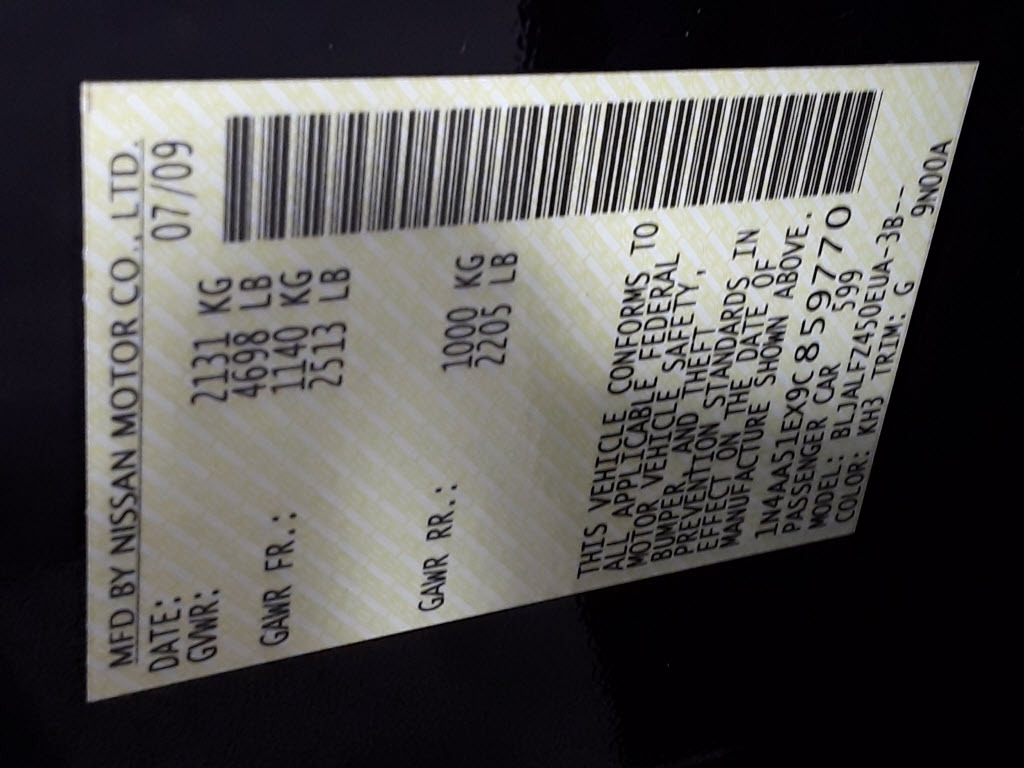 MFD BY NISSAN MOTOR CO., LTD.
DATE: 07/09
GVWR: 2131 KG
4698 LB
GAWR FR.: 1140 KG
2513 LB
GAWR RR.: 1000 KG
2205 LB
THIS VEHICLE CONFORMS TO
ALL APPLICABLE FEDERAL
MOTOR VEHICLE SAFETY,
BUMPER, AND THEFT
PREVENTION STANDARDS IN
EFFECT ON THE DATE OF
MANUFACTURE SHOWN ABOVE.
1N4AA51EX9C859770
PASSENGER CAR 599
MODEL: BLJALFZ450EUA-3B---
COLOR: KH3 TRIM: G 9N00A